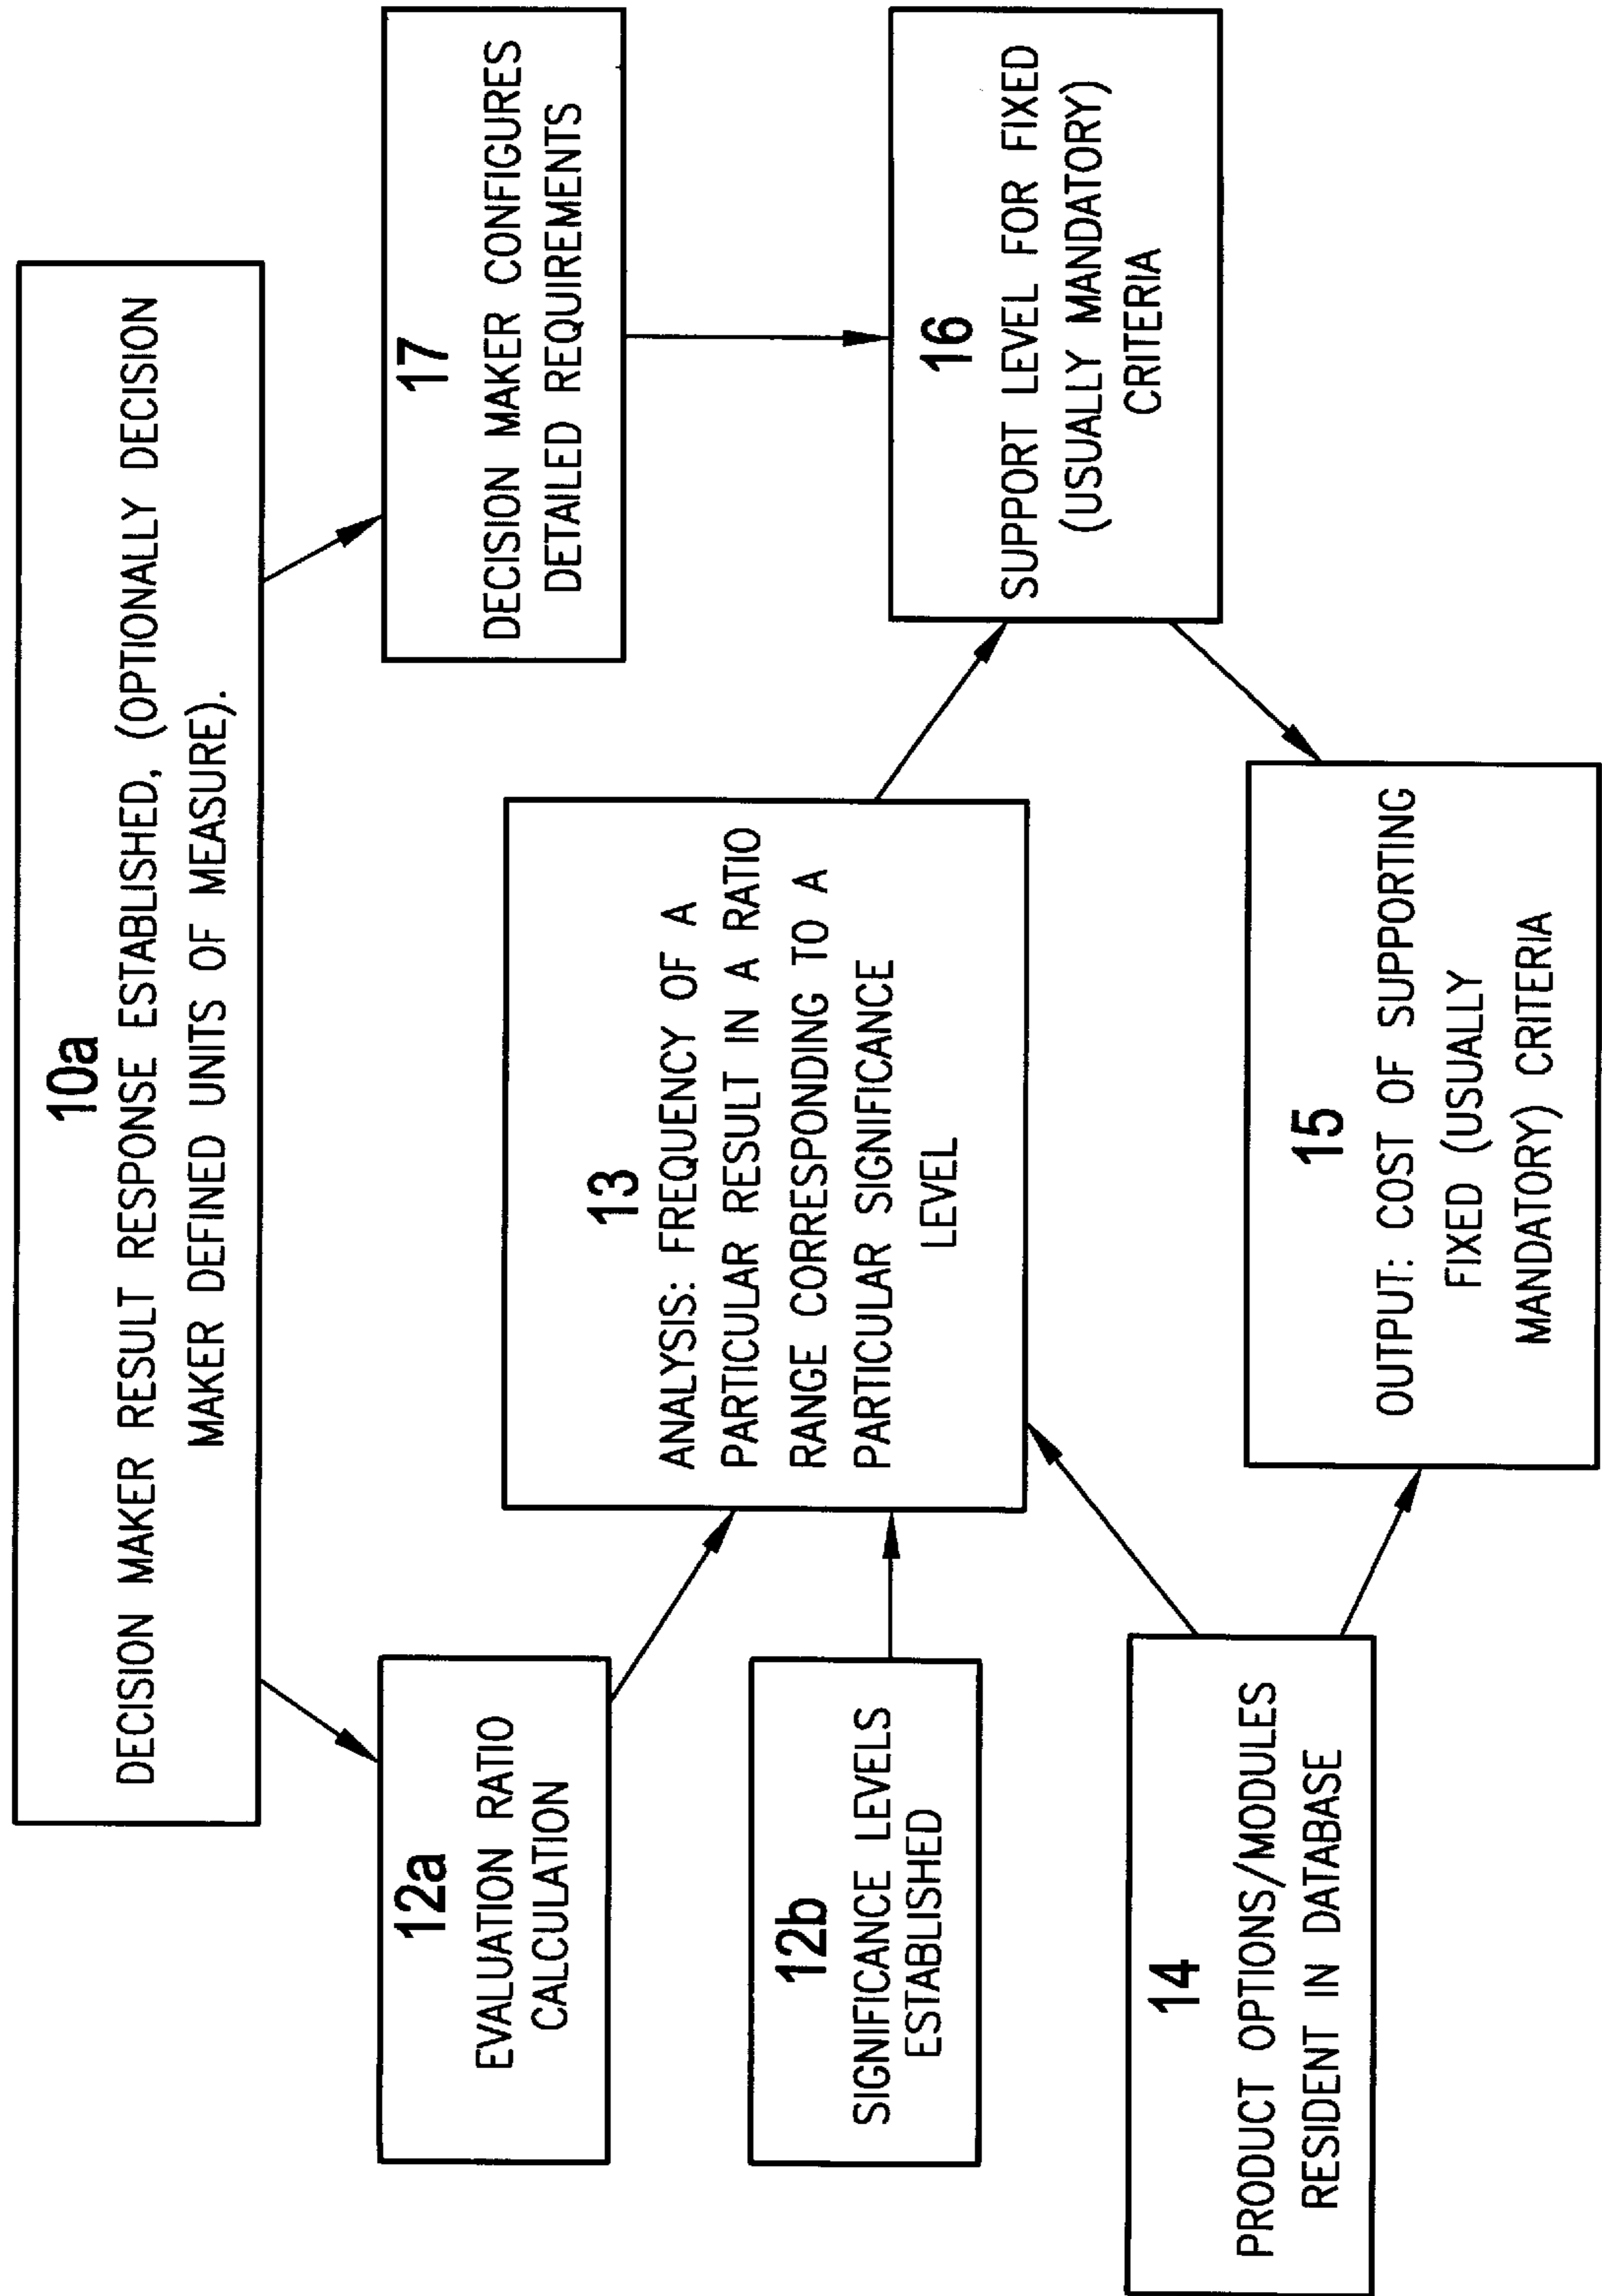 10a
DECISION MAKER RESULT RESPONSE ESTABLISHED, (OPTIONALLY DECISION
MAKER DEFINED UNITS OF MEASURE).
12a
EVALUATION RATIO
CALCULATION
17
DECISION MAKER CONFIGURES
DETAILED REQUIREMENTS
13
ANALYSIS: FREQUENCY OF A
PARTICULAR RESULT IN A RATIO
RANGE CORRESPONDING TO A
PARTICULAR SIGNIFICANCE
LEVEL
12b
SIGNIFICANCE LEVELS
ESTABLISHED
16
SUPPORT LEVEL FOR FIXED
(USUALLY MANDATORY)
CRITERIA
14
PRODUCT OPTIONS/MODULES
RESIDENT IN DATABASE
15
OUTPUT: COST OF SUPPORTING
FIXED (USUALLY
MANDATORY) CRITERIA